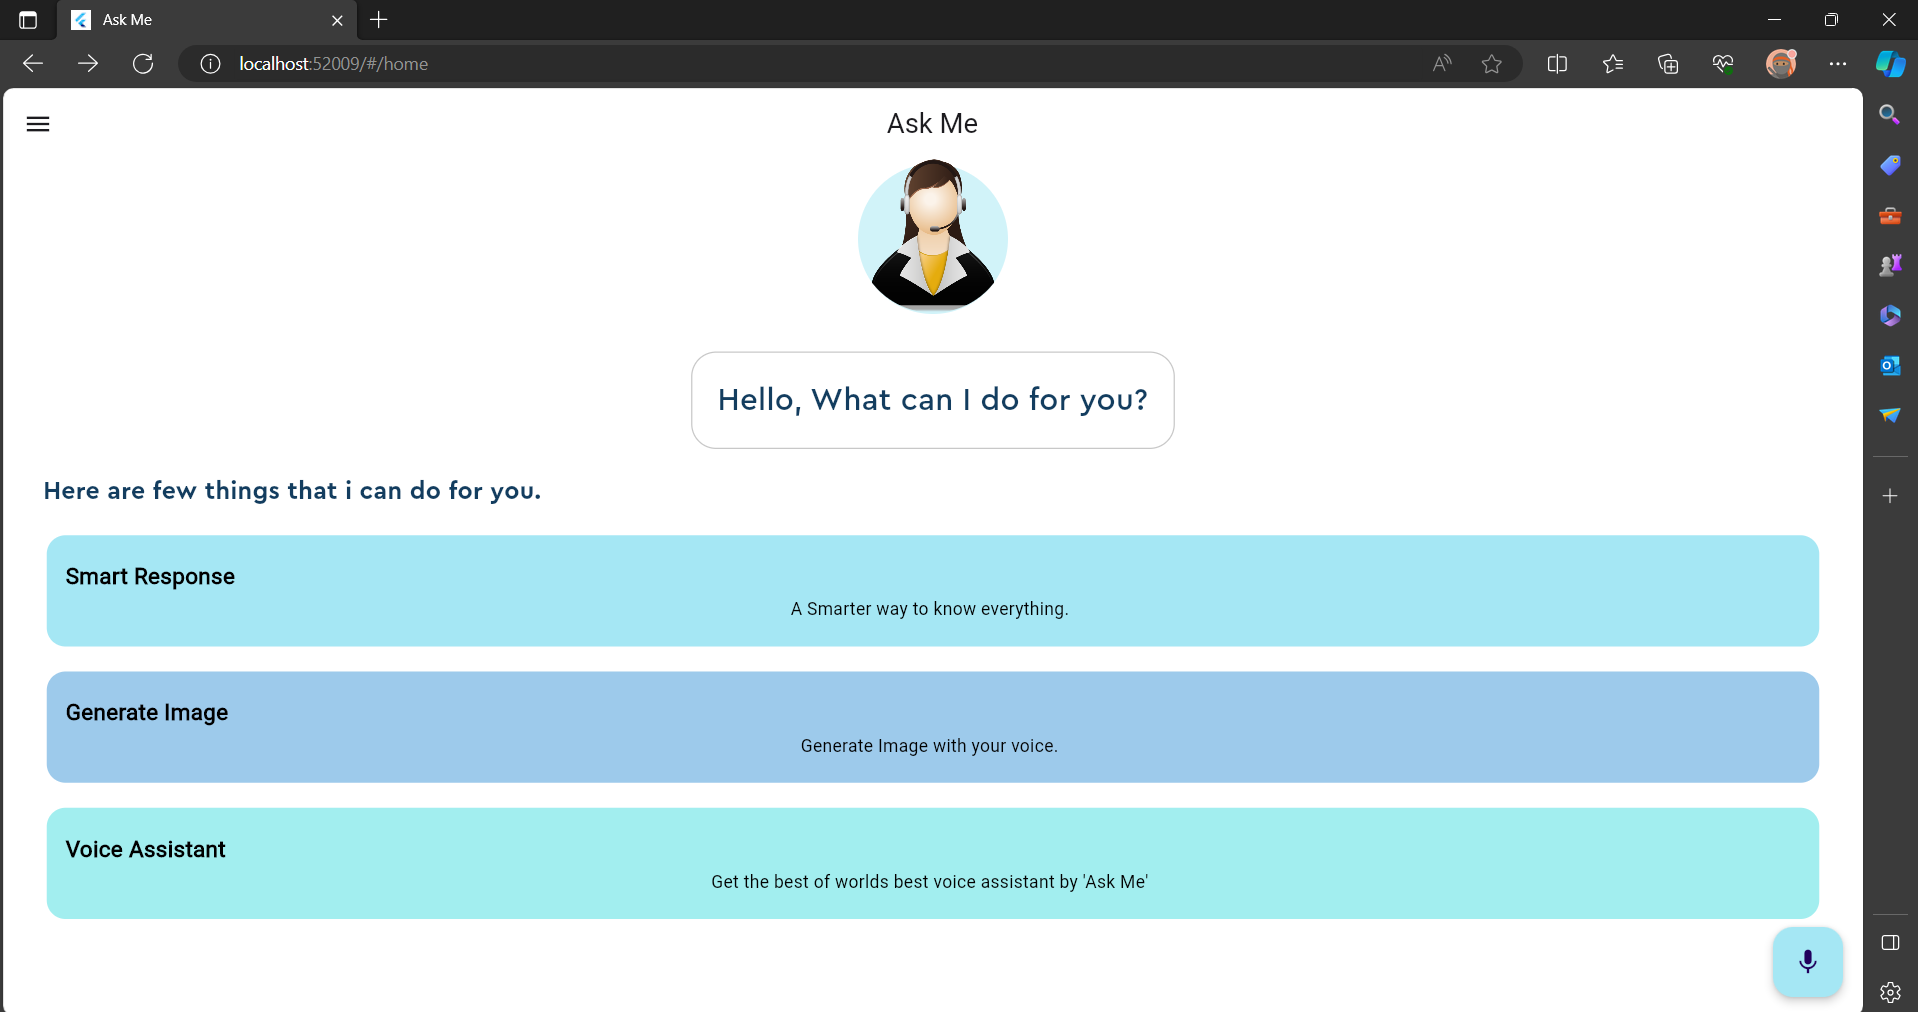 Ask Me
localhost:52009/#/home
Ask Me
Hello, What can I do for you?
Here are few things that i can do for you.
Smart Response
A Smarter way to know everything.
Generate Image
Generate Image with your voice.
Voice Assistant
Get the best of worlds best voice assistant by 'Ask Me'